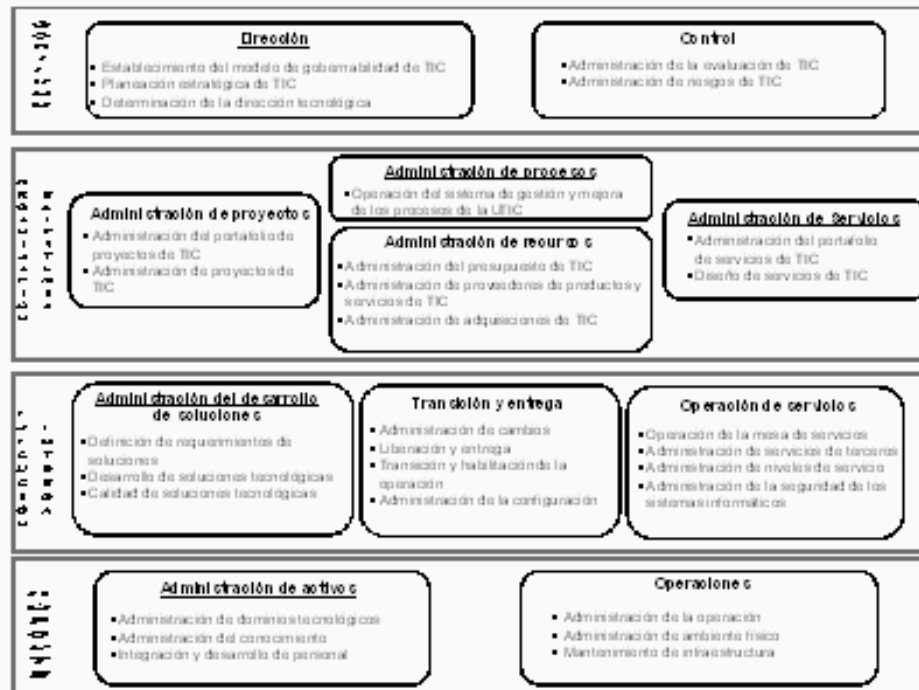 Dirección
Establecimiento del modelo de gobernabilidad de TIC
Planeación estratégica de TIC
Determinación de la dirección tecnológica
Control
Administración de la evaluación de TIC
Administración de riesgos de TIC
Administración de procesos
Operación del sistema de gestión y mejora
de los procesos de la UTIC
Administración de proyectos
Administración del portafolio de
proyectos de TIC
Administración de proyectos de
TIC
Administración de recursos
Administración del presupuesto de TIC
Administración de proveedores de productos y
servicios de TIC
Administración de adquisiciones de TIC
Administración de Servicios
Administración del portafolio
de servicios de TIC
Diseño de servicios de TIC
Administración del desarrollo
de soluciones
Definición de requerimientos de
soluciones
Desarrollo de soluciones tecnológicas
Calidad de soluciones tecnológicas
Transición y entrega
Administración de cambios
Liberación y entrega
Transición y habilitación de la
operación
Administración de la configuración
Operación de servicios
Operación de la mesa de servicios
Administración de servicios de terceros
Administración de niveles de servicio
Administración de la seguridad de los
sistemas informáticos
Administración de activos
Administración de dominios tecnológicos
Administración del conocimiento
Integración y desarrollo de personal
Operaciones
Administración de la operación
Administración de ambiente físico
Mantenimiento de infraestructura